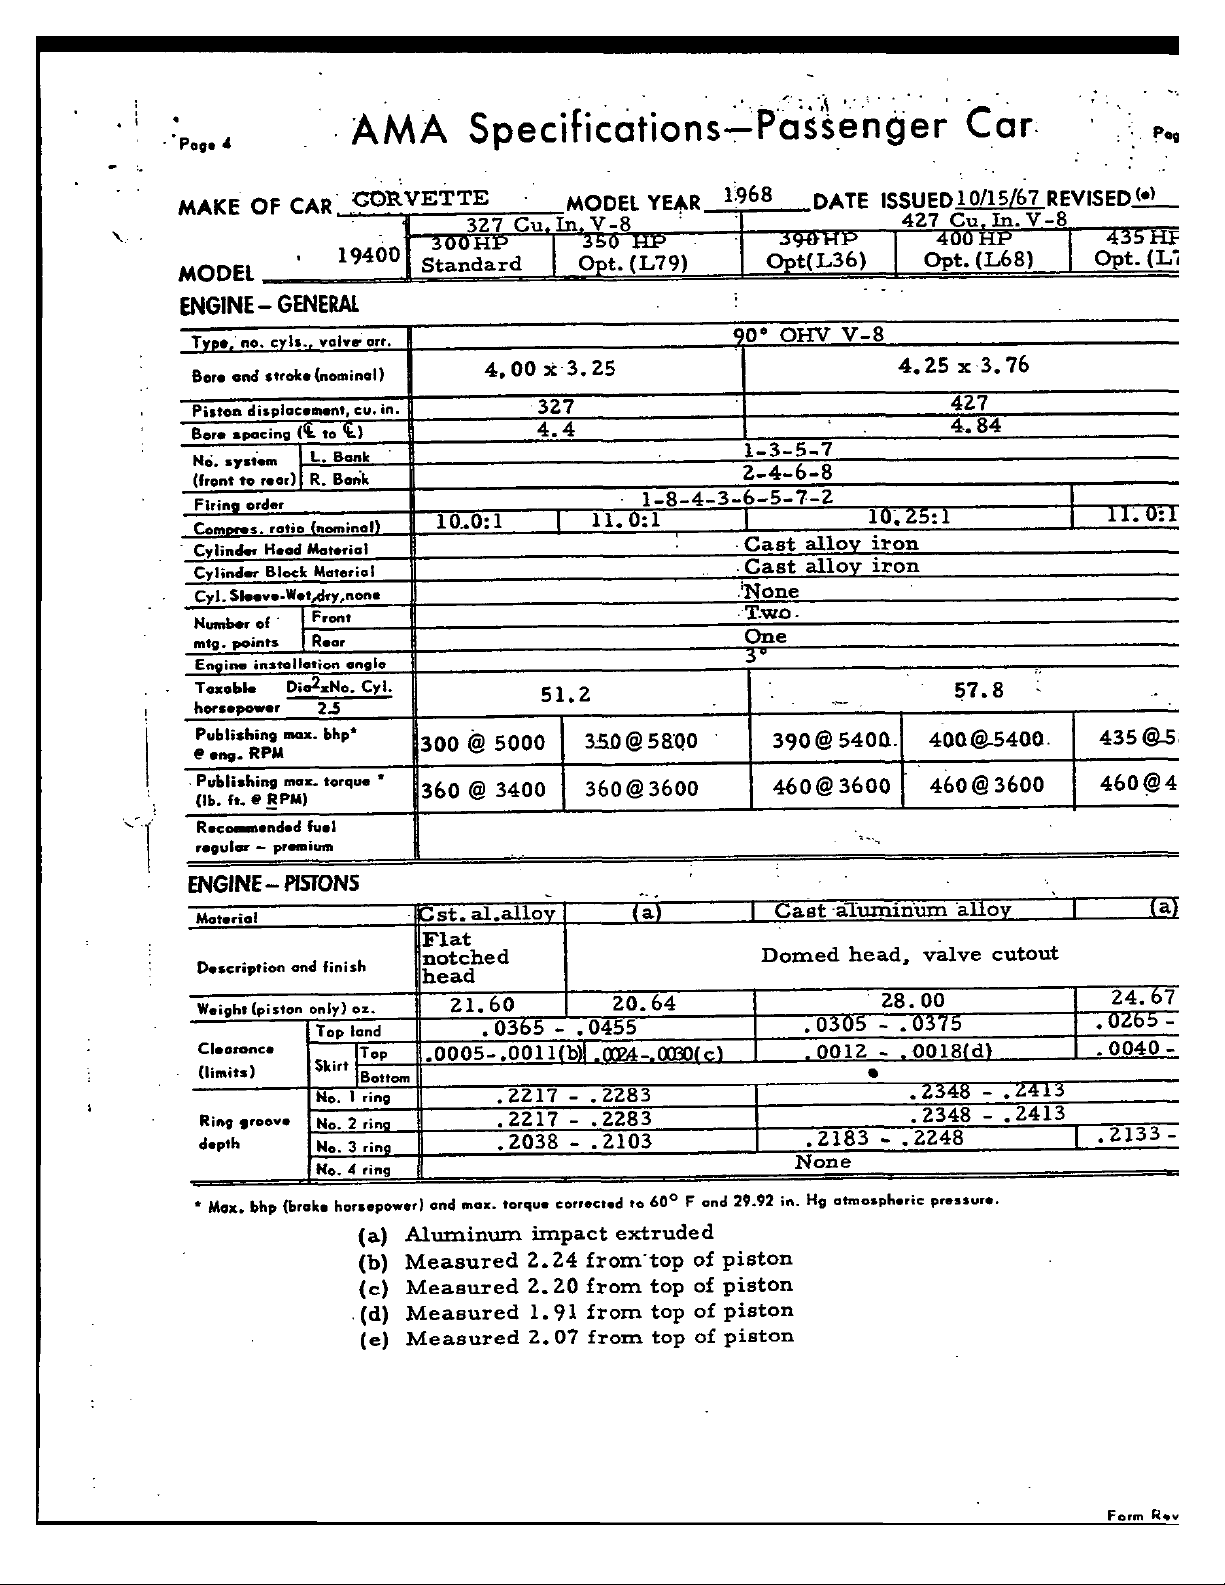 Page 4 AMA Specifications—Passenger Car Pag
MAKE OF CAR CORVETTE MODEL YEAR 1968 DATE ISSUED 10/15/67 REVISED (•)
327 Cu. In. V-8 427 Cu. In. V-8
MODEL 19400 300 HP Standard 350 HP Opt. (L79) 390 HP Opt(L36) 400 HP Opt. (L68) 435 HP Opt. (L7
ENGINE – GENERAL
Type, no. cyls., valve arr. 90° OHV V-8
Bore and stroke (nominal) 4.00 x 3.25 4.25 x 3.76
Piston displacement, cu. in. 327 427
Bore spacing (℄ to ℄) 4.4 4.84
No. system (front to rear) L. Bank 1-3-5-7
R. Bank 2-4-6-8
Firing order 1-8-4-3-6-5-7-2
Compres. ratio (nominal) 10.0:1 11.0:1 10.25:1 11.0:1
Cylinder Head Material Cast alloy iron
Cylinder Block Material Cast alloy iron
Cyl. Sleeve-Wet,dry,none None
Number of mtg. points Front Two
Rear One
Engine installation angle 3°
Taxable horsepower Dia²xNo. Cyl. 2.5 51.2 57.8
Publishing max. bhp* @ eng. RPM 300 @ 5000 350@5800 390@5400 400@5400 435@5
Publishing max. torque * (lb. ft. @ RPM) 360 @ 3400 360@3600 460@3600 460@3600 460@4
Recommended fuel
regular – premium
ENGINE – PISTONS
Material Cst. al.alloy (a) Cast aluminum alloy (a)
Description and finish Flat notched head Domed head, valve cutout
Weight (piston only) oz. 21.60 20.64 28.00 24.67
Clearance (limits) Top land .0365 - .0455 .0305 - .0375 .0265 -
Skirt Top .0005-.0011(b) .0024-.0030(c) .0012 - .0018(d) .0040 -
Bottom
Ring groove depth No. 1 ring .2217 - .2283 .2348 - .2413
No. 2 ring .2217 - .2283 .2348 - .2413
No. 3 ring .2038 - .2103 .2183 - .2248 .2133 -
No. 4 ring None
* Max. bhp (brake horsepower) and max. torque corrected to 60° F and 29.92 in. Hg atmospheric pressure.
(a) Aluminum impact extruded
(b) Measured 2.24 from top of piston
(c) Measured 2.20 from top of piston
(d) Measured 1.91 from top of piston
(e) Measured 2.07 from top of piston
Form Rev